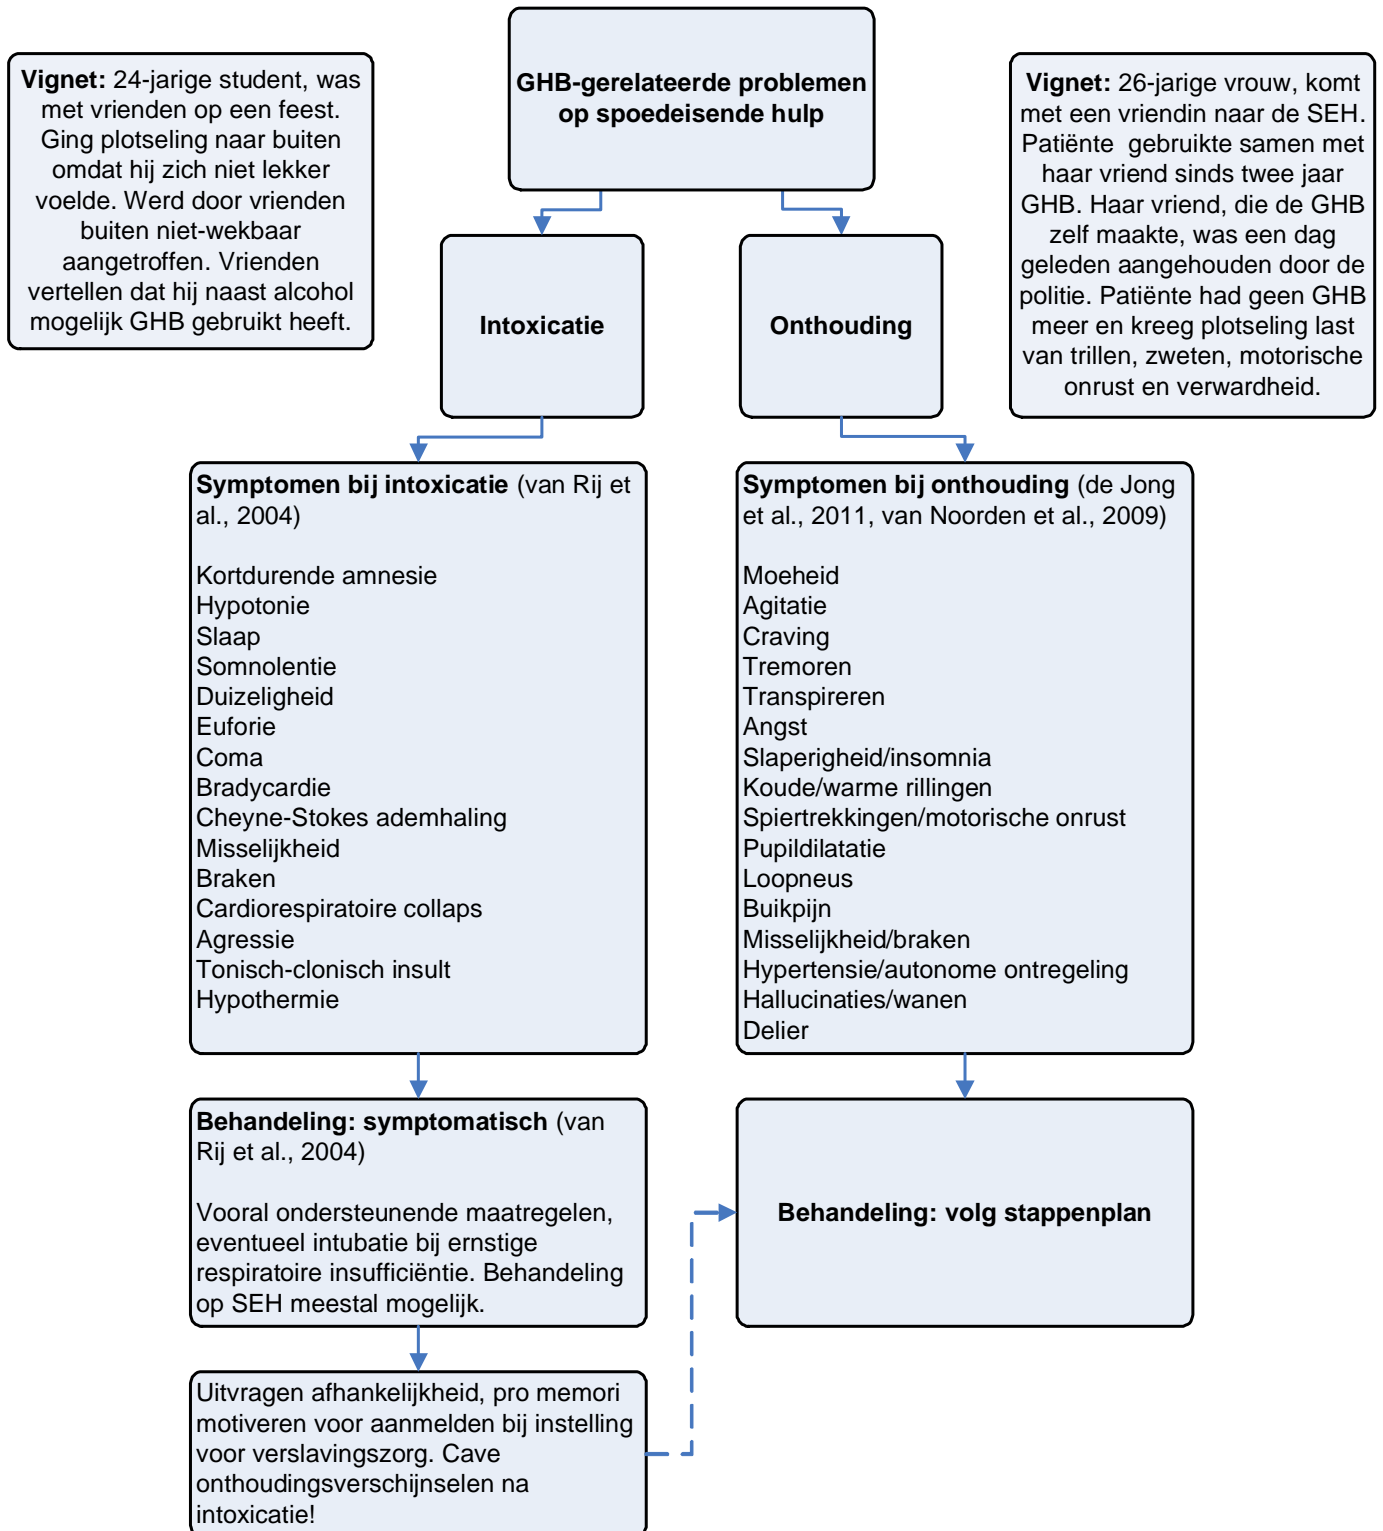 GHB-gerelateerde problemen
op spoedeisende hulp
Vignet: 24-jarige student, was
met vrienden op een feest.
Ging plotseling naar buiten
omdat hij zich niet lekker
voelde. Werd door vrienden
buiten niet-wekbaar
aangetroffen. Vrienden
vertellen dat hij naast alcohol
mogelijk GHB gebruikt heeft.
Vignet: 26-jarige vrouw, komt
met een vriendin naar de SEH.
Patiënte gebruikte samen met
haar vriend sinds twee jaar
GHB. Haar vriend, die de GHB
zelf maakte, was een dag
geleden aangehouden door de
politie. Patiënte had geen GHB
meer en kreeg plotseling last
van trillen, zweten, motorische
onrust en verwardheid.
Intoxicatie
Onthouding
Symptomen bij intoxicatie (van Rij et
al., 2004)
Kortdurende amnesie
Hypotonie
Slaap
Somnolentie
Duizeligheid
Euforie
Coma
Bradycardie
Cheyne-Stokes ademhaling
Misselijkheid
Braken
Cardiorespiratoire collaps
Agressie
Tonisch-clonisch insult
Hypothermie
Symptomen bij onthouding (de Jong
et al., 2011, van Noorden et al., 2009)
Moeheid
Agitatie
Craving
Tremoren
Transpireren
Angst
Slaperigheid/insomnia
Koude/warme rillingen
Spiertrekkingen/motorische onrust
Pupildilatatie
Loopneus
Buikpijn
Misselijkheid/braken
Hypertensie/autonome ontregeling
Hallucinaties/wanen
Delier
Behandeling: symptomatisch (van
Rij et al., 2004)
Vooral ondersteunende maatregelen,
eventueel intubatie bij ernstige
respiratoire insufficiëntie. Behandeling
op SEH meestal mogelijk.
Behandeling: volg stappenplan
Uitvragen afhankelijkheid, pro memori
motiveren voor aanmelden bij instelling
voor verslavingszorg. Cave
onthoudingsverschijnselen na
intoxicatie!